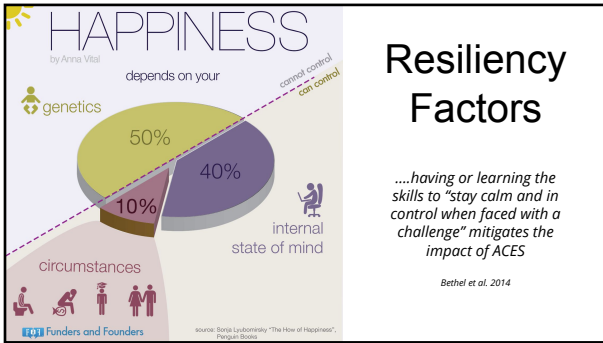 HAPPINESS
by Anna Vital
depends on your
cannot control
can control
genetics
50%
40%
10%
internal
state of mind
circumstances
Funders and Founders
source: Sonja Lyubomirsky "The How of Happiness",
Penguin Books
Resiliency
Factors
....having or learning the
skills to “stay calm and in
control when faced with a
challenge” mitigates the
impact of ACES
Bethel et al. 2014